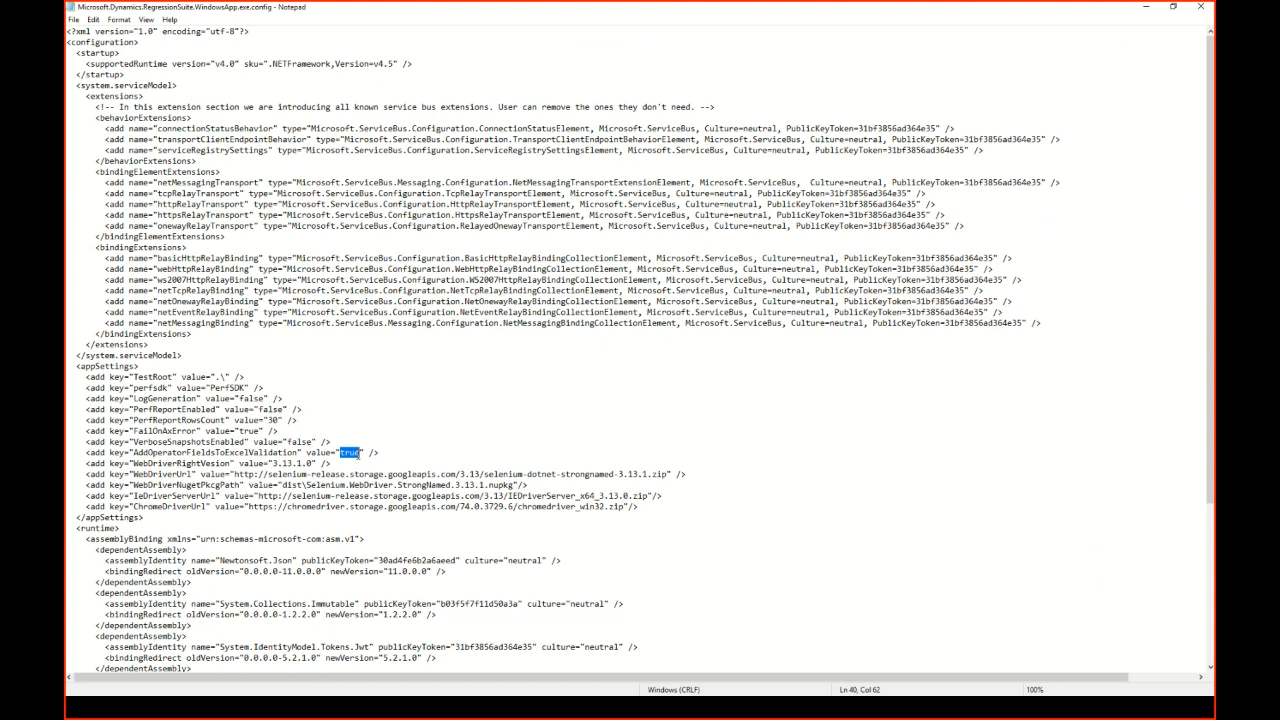 Microsoft.Dynamics.RegressionSuite.WindowsApp.exe.config - Notepad
File Edit Format View Help
<?xml version="1.0" encoding="utf-8"?>
<configuration>
<startup>
<supportedRuntime version="v4.0" sku=".NETFramework,Version=v4.5" />
</startup>
<system.serviceModel>
<extensions>
<!-- In this extension section we are introducing all known service bus extensions. User can remove the ones they don't need. -->
<behaviorExtensions>
<add name="connectionStatusBehavior" type="Microsoft.ServiceBus.Configuration.ConnectionStatusElement, Microsoft.ServiceBus, Culture=neutral, PublicKeyToken=31bf3856ad364e35" />
<add name="transportClientEndpointBehavior" type="Microsoft.ServiceBus.Configuration.TransportClientEndpointBehaviorElement, Microsoft.ServiceBus, Culture=neutral, PublicKeyToken=31bf3856ad364e35" />
<add name="serviceRegistrySettings" type="Microsoft.ServiceBus.Configuration.ServiceRegistrySettingsElement, Microsoft.ServiceBus, Culture=neutral, PublicKeyToken=31bf3856ad364e35" />
</behaviorExtensions>
<bindingElementExtensions>
<add name="netMessagingTransport" type="Microsoft.ServiceBus.Messaging.Configuration.NetMessagingTransportExtensionElement, Microsoft.ServiceBus,  Culture=neutral, PublicKeyToken=31bf3856ad364e35" />
<add name="tcpRelayTransport" type="Microsoft.ServiceBus.Configuration.TcpRelayTransportElement, Microsoft.ServiceBus, Culture=neutral, PublicKeyToken=31bf3856ad364e35" />
<add name="httpRelayTransport" type="Microsoft.ServiceBus.Configuration.HttpRelayTransportElement, Microsoft.ServiceBus, Culture=neutral, PublicKeyToken=31bf3856ad364e35" />
<add name="httpsRelayTransport" type="Microsoft.ServiceBus.Configuration.HttpsRelayTransportElement, Microsoft.ServiceBus, Culture=neutral, PublicKeyToken=31bf3856ad364e35" />
<add name="onewayRelayTransport" type="Microsoft.ServiceBus.Configuration.RelayedOnewayTransportElement, Microsoft.ServiceBus, Culture=neutral, PublicKeyToken=31bf3856ad364e35" />
</bindingElementExtensions>
<bindingExtensions>
<add name="basicHttpRelayBinding" type="Microsoft.ServiceBus.Configuration.BasicHttpRelayBindingCollectionElement, Microsoft.ServiceBus, Culture=neutral, PublicKeyToken=31bf3856ad364e35" />
<add name="webHttpRelayBinding" type="Microsoft.ServiceBus.Configuration.WebHttpRelayBindingCollectionElement, Microsoft.ServiceBus, Culture=neutral, PublicKeyToken=31bf3856ad364e35" />
<add name="ws2007HttpRelayBinding" type="Microsoft.ServiceBus.Configuration.WS2007HttpRelayBindingCollectionElement, Microsoft.ServiceBus, Culture=neutral, PublicKeyToken=31bf3856ad364e35" />
<add name="netTcpRelayBinding" type="Microsoft.ServiceBus.Configuration.NetTcpRelayBindingCollectionElement, Microsoft.ServiceBus, Culture=neutral, PublicKeyToken=31bf3856ad364e35" />
<add name="netOnewayRelayBinding" type="Microsoft.ServiceBus.Configuration.NetOnewayRelayBindingCollectionElement, Microsoft.ServiceBus, Culture=neutral, PublicKeyToken=31bf3856ad364e35" />
<add name="netEventRelayBinding" type="Microsoft.ServiceBus.Configuration.NetEventRelayBindingCollectionElement, Microsoft.ServiceBus, Culture=neutral, PublicKeyToken=31bf3856ad364e35" />
<add name="netMessagingBinding" type="Microsoft.ServiceBus.Messaging.Configuration.NetMessagingBindingCollectionElement, Microsoft.ServiceBus, Culture=neutral, PublicKeyToken=31bf3856ad364e35" />
</bindingExtensions>
</extensions>
</system.serviceModel>
<appSettings>
<add key="TestRoot" value=".\" />
<add key="perfsdk" value="PerfSDK" />
<add key="LogGeneration" value="false" />
<add key="PerfReportEnabled" value="false" />
<add key="PerfReportRowsCount" value="30" />
<add key="FailOnAxError" value="true" />
<add key="VerboseSnapshotsEnabled" value="false" />
<add key="AddOperatorFieldsToExcelValidation" value="true" />
<add key="WebDriverRightVesion" value="3.13.1.0" />
<add key="WebDriverUrl" value="http://selenium-release.storage.googleapis.com/3.13/selenium-dotnet-strongnamed-3.13.1.zip" />
<add key="WebDriverNugetPkcgPath" value="dist\Selenium.WebDriver.StrongNamed.3.13.1.nupkg"/>
<add key="IeDriverServerUrl" value="http://selenium-release.storage.googleapis.com/3.13/IEDriverServer_x64_3.13.0.zip"/>
<add key="ChromeDriverUrl" value="https://chromedriver.storage.googleapis.com/74.0.3729.6/chromedriver_win32.zip"/>
</appSettings>
<runtime>
<assemblyBinding xmlns="urn:schemas-microsoft-com:asm.v1">
<dependentAssembly>
<assemblyIdentity name="Newtonsoft.Json" publicKeyToken="30ad4fe6b2a6aeed" culture="neutral" />
<bindingRedirect oldVersion="0.0.0.0-11.0.0.0" newVersion="11.0.0.0" />
</dependentAssembly>
<dependentAssembly>
<assemblyIdentity name="System.Collections.Immutable" publicKeyToken="b03f5f7f11d50a3a" culture="neutral" />
<bindingRedirect oldVersion="0.0.0.0-1.2.2.0" newVersion="1.2.2.0" />
</dependentAssembly>
<dependentAssembly>
<assemblyIdentity name="System.IdentityModel.Tokens.Jwt" publicKeyToken="31bf3856ad364e35" culture="neutral" />
<bindingRedirect oldVersion="0.0.0.0-5.2.1.0" newVersion="5.2.1.0" />
</dependentAssembly>
Windows (CRLF) Ln 40, Col 62 100%